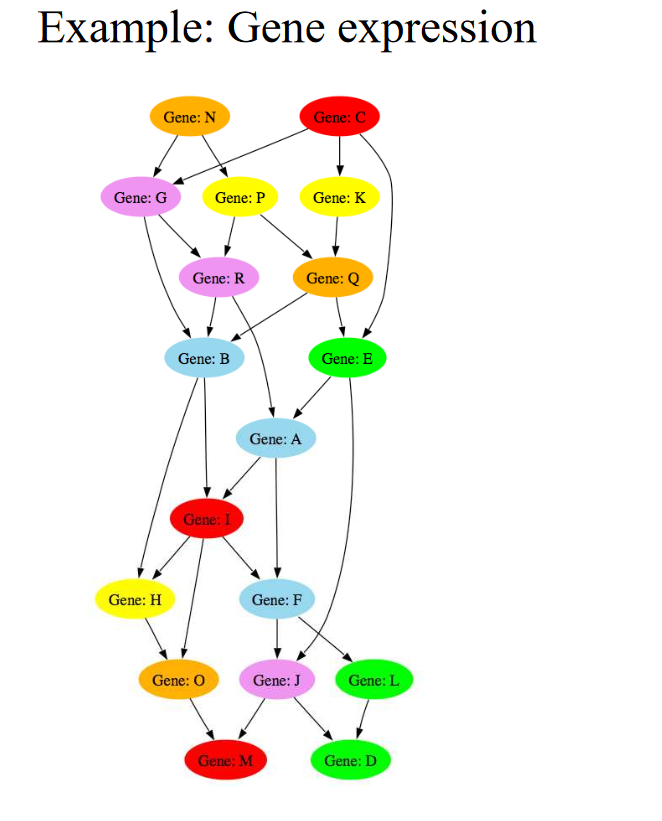 Example: Gene expression
Gene: N
Gene: C
Gene: G
Gene: P
Gene: K
Gene: R
Gene: Q
Gene: B
Gene: E
Gene: A
Gene: I
Gene: H
Gene: F
Gene: O
Gene: J
Gene: L
Gene: M
Gene: D